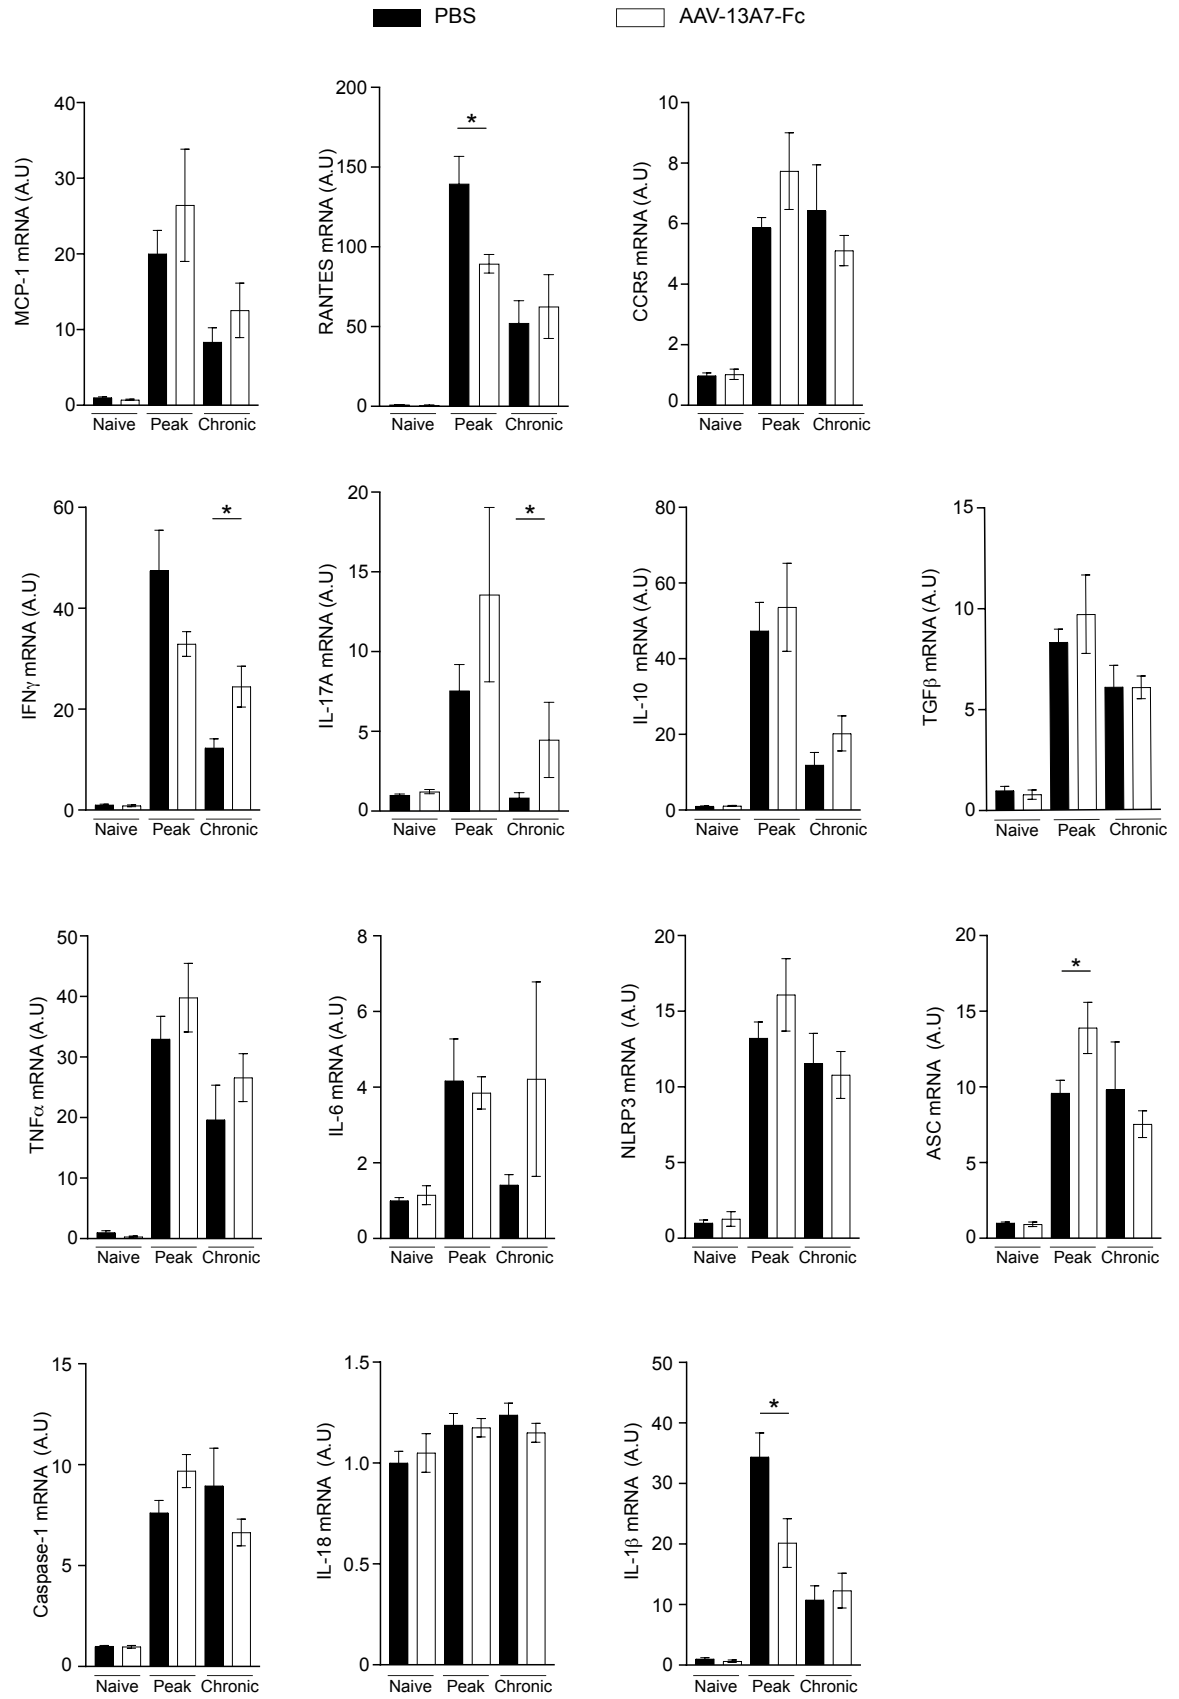 PBS AAV-13A7-Fc
MCP-1 mRNA (A.U)
40
30
20
10
0
Naive Peak Chronic
RANTES mRNA (A.U)
200
150
100
50
0
*
Naive Peak Chronic
CCR5 mRNA (A.U)
10
8
6
4
2
0
Naive Peak Chronic
IFNγ mRNA (A.U)
60
40
20
0
*
Naive Peak Chronic
IL-17A mRNA (A.U)
20
15
10
5
0
*
Naive Peak Chronic
IL-10 mRNA (A.U)
80
60
40
20
0
Naive Peak Chronic
TGFβ mRNA (A.U)
15
10
5
0
Naive Peak Chronic
TNFα mRNA (A.U)
50
40
30
20
10
0
Naive Peak Chronic
IL-6 mRNA (A.U)
8
6
4
2
0
Naive Peak Chronic
NLRP3 mRNA (A.U)
20
15
10
5
0
Naive Peak Chronic
ASC mRNA (A.U)
20
15
10
5
0
*
Naive Peak Chronic
Caspase-1 mRNA (A.U)
15
10
5
0
Naive Peak Chronic
IL-18 mRNA (A.U)
1.5
1.0
0.5
0
Naive Peak Chronic
IL-1β mRNA (A.U)
50
40
30
20
10
0
*
Naive Peak Chronic